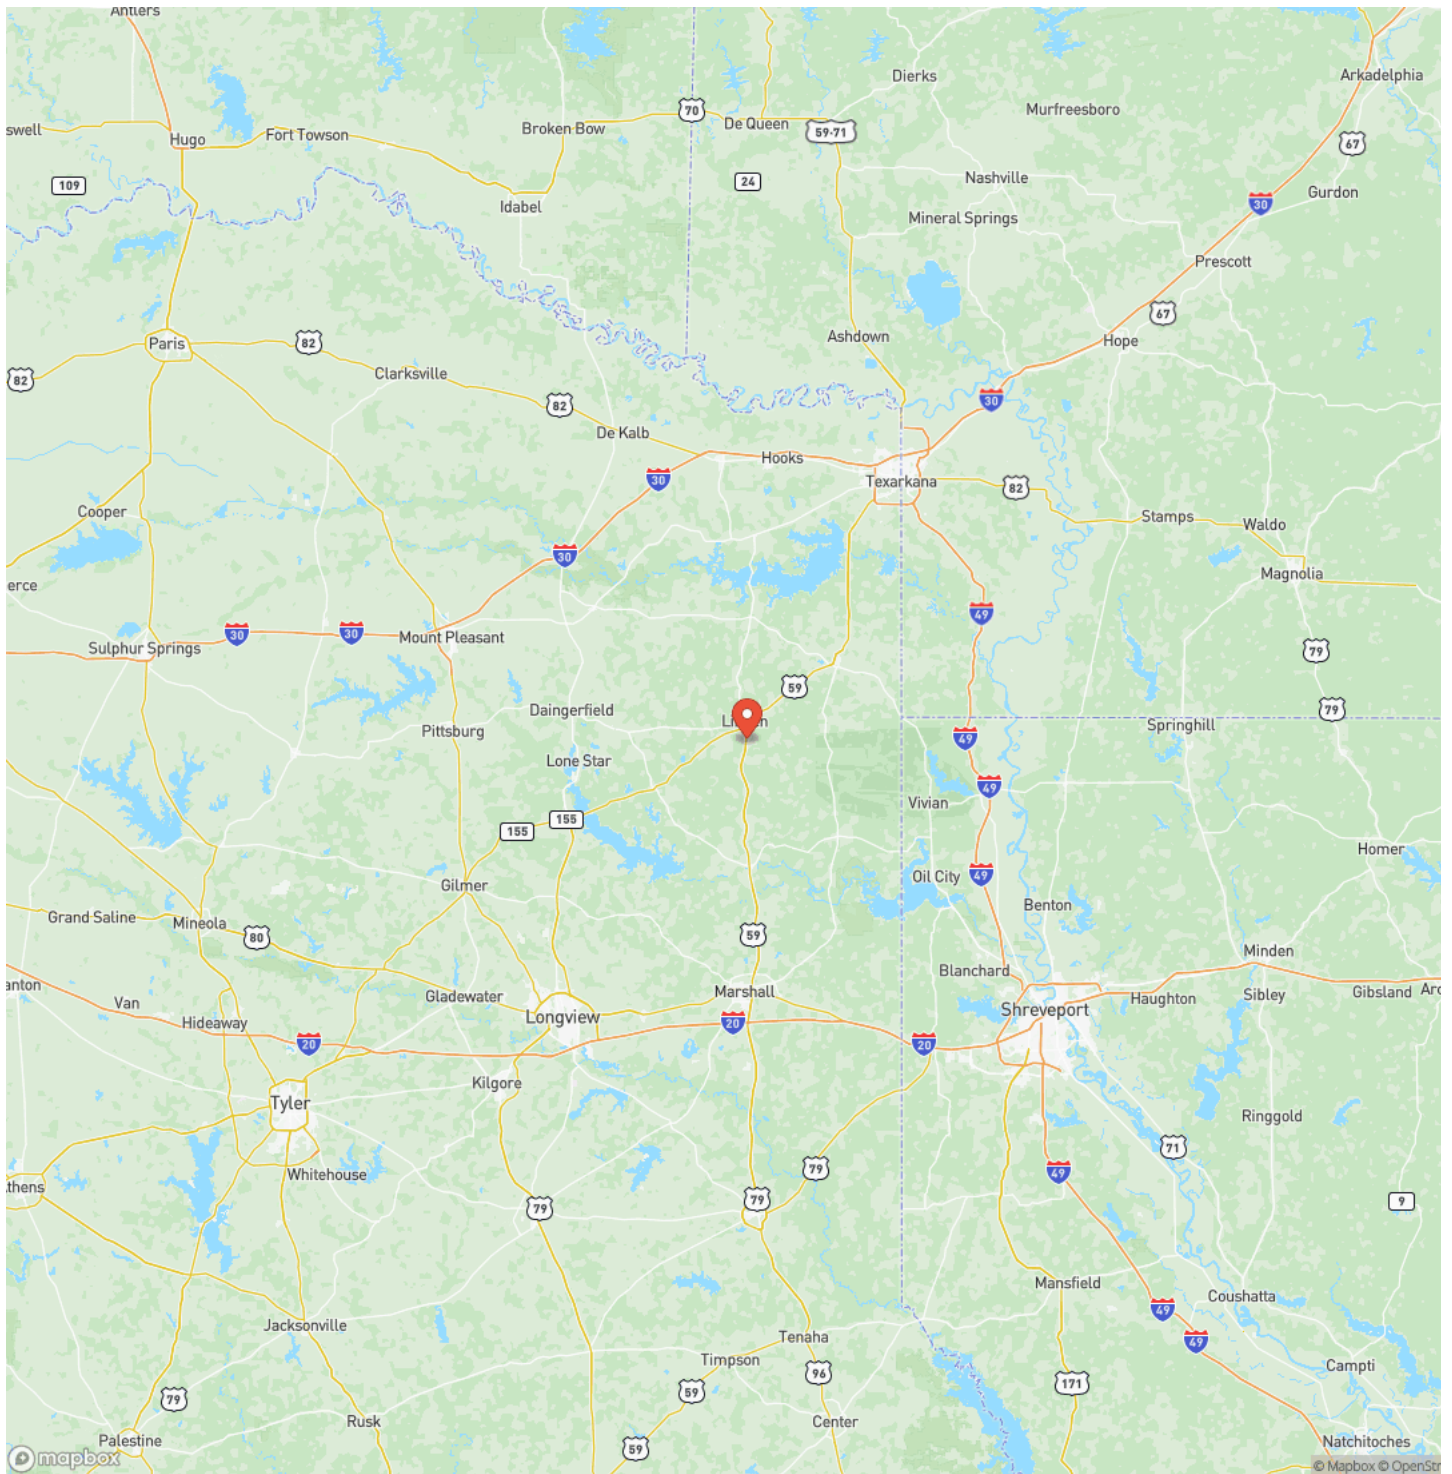 Antlers
Dierks
Arkadelphia
Murfreesboro
70
De Queen
59-71
swell
Hugo
Fort Towson
Broken Bow
67
109
24
Nashville
Gurdon
30
Idabel
Mineral Springs
Prescott
67
Paris
82
Ashdown
Hope
82
Clarksville
82
30
De Kalb
Hooks
30
Texarkana
82
Cooper
Stamps
Waldo
30
erce
Magnolia
49
30
30
Mount Pleasant
Sulphur Springs
79
59
Daingerfield
79
Pittsburg
Springhill
49
Lone Star
49
Vivian
155
155
Homer
Oil City
49
Gilmer
Benton
Grand Saline
Mineola
80
59
Minden
Blanchard
anton
Van
Gladewater
Marshall
Haughton
Sibley
Gibsland
Hideaway
Longview
20
Shreveport
20
20
Kilgore
Tyler
Ringgold
71
Whitehouse
79
49
thens
79
79
9
Mansfield
Coushatta
49
Jacksonville
Tenaha
49
Timpson
Campti
96
171
79
59
Rusk
Center
Palestine
59
Natchitoches
mapbox
© Mapbox © OpenStr